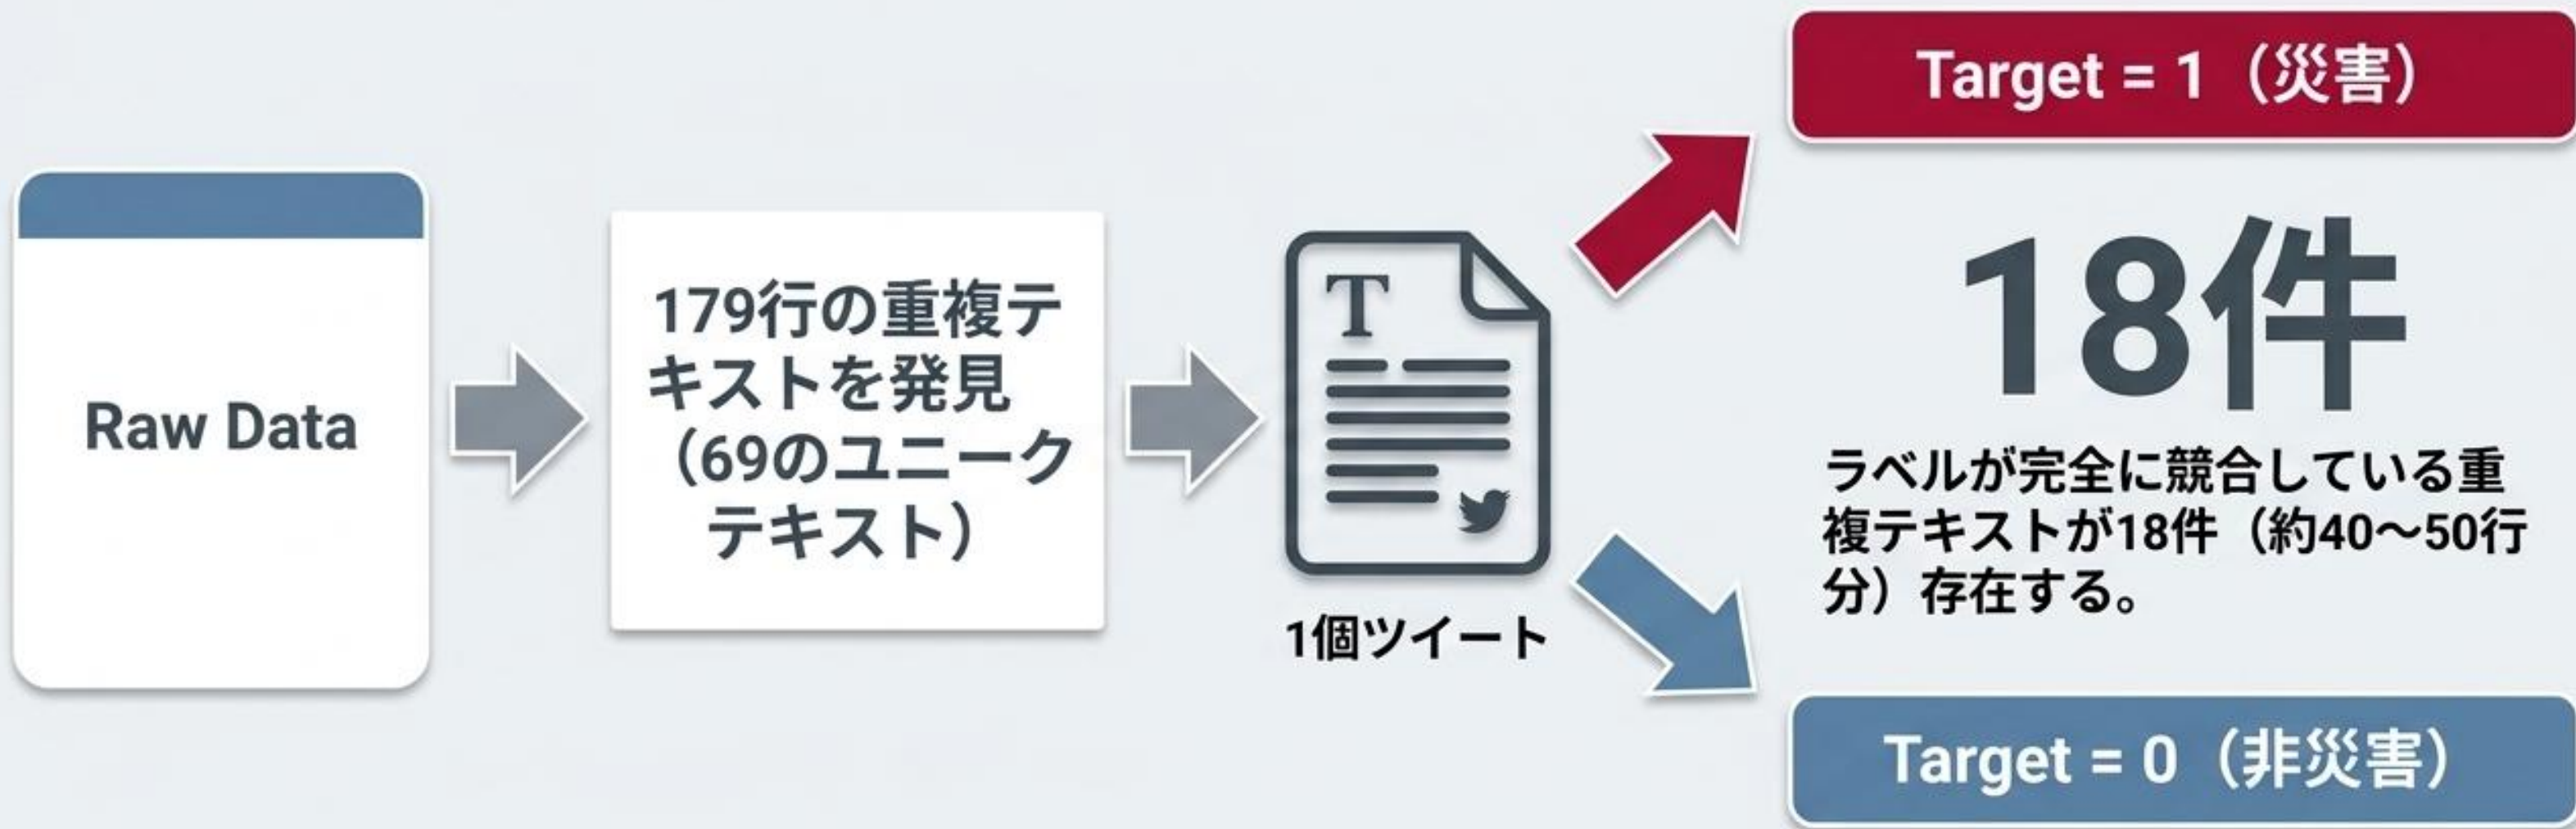 Raw Data
179行の重複テ
キストを発見
（69のユニーク
テキスト）
T
1個ツイート
Target = 1（災害）
18件
ラベルが完全に競合している重
複テキストが18件（約40〜50行
分）存在する。
Target = 0（非災害）